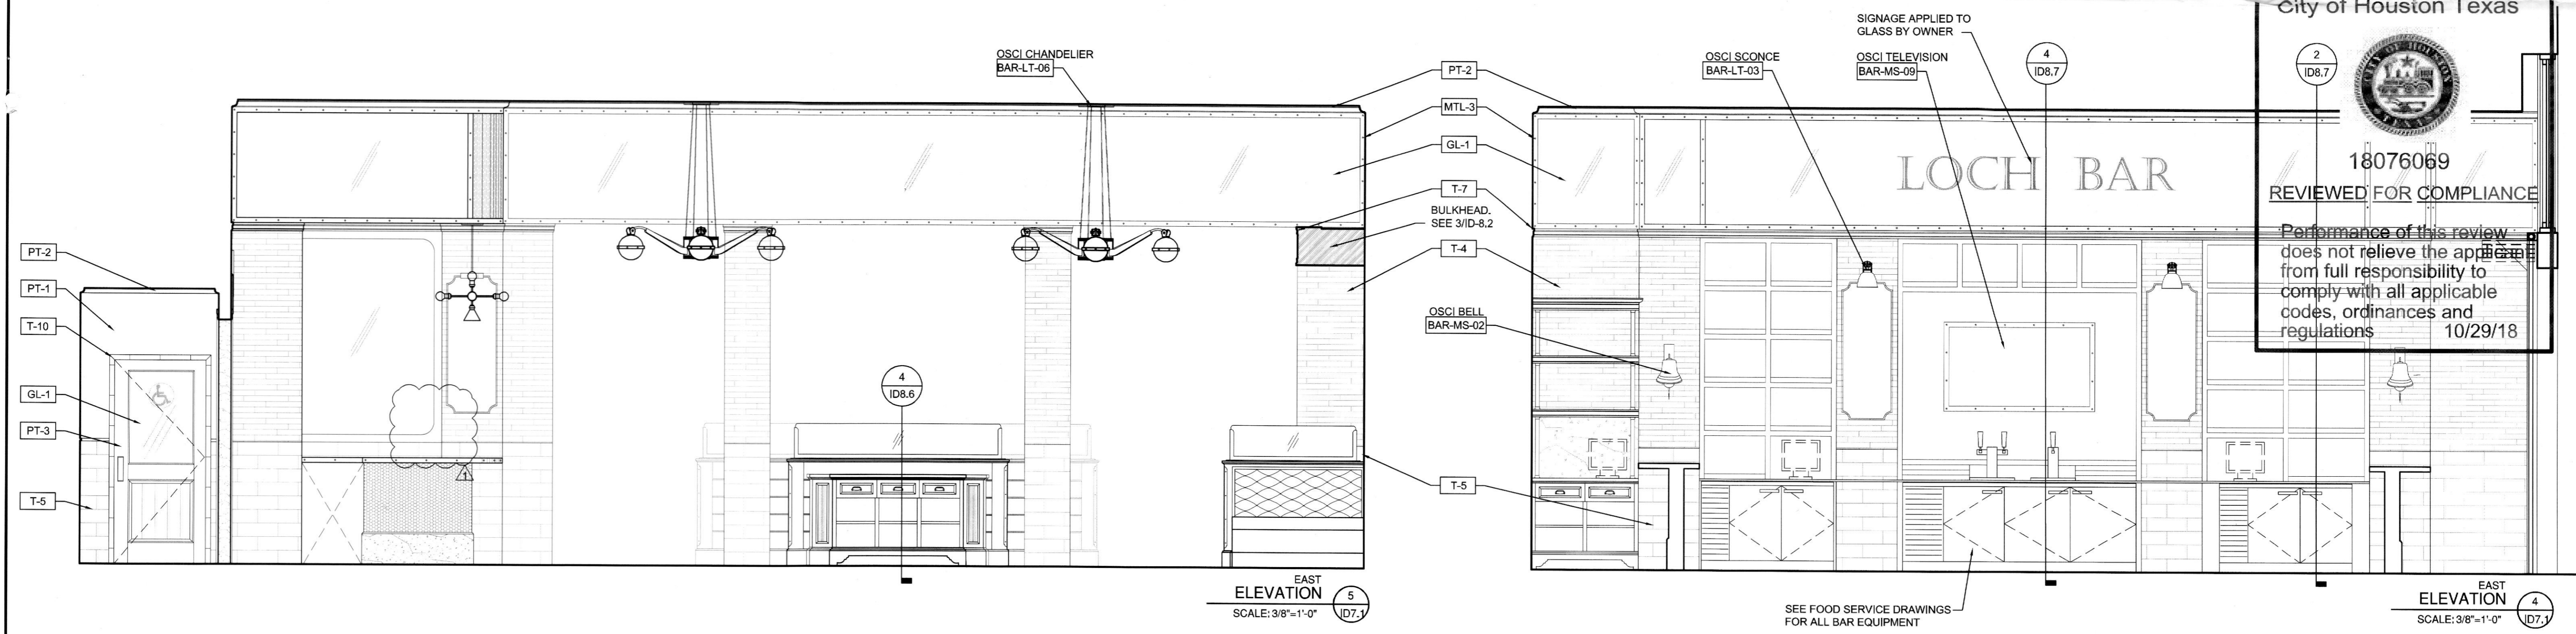 OSCI CHANDELIER
BAR-LT-06
PT-2
PT-1
T-10
GL-1
PT-3
T-5
4
ID8.6
1
EAST
ELEVATION
SCALE: 3/8"=1'-0"
5
ID7.1
PT-2
MTL-3
GL-1
T-7
BULKHEAD.
SEE 3/ID-8.2
T-4
T-5
OSCI BELL
BAR-MS-02
OSCI SCONCE
BAR-LT-03
SIGNAGE APPLIED TO
GLASS BY OWNER
OSCI TELEVISION
BAR-MS-09
4
ID8.7
LOCH BAR
SEE FOOD SERVICE DRAWINGS
FOR ALL BAR EQUIPMENT
2
ID8.7
City of Houston Texas
CITY OF HOUSTON
TEXAS
18076069
REVIEWED FOR COMPLIANCE
Performance of this review
does not relieve the applicant
from full responsibility to
comply with all applicable
codes, ordinances and
regulations 10/29/18
EAST
ELEVATION
SCALE: 3/8"=1'-0"
4
ID7.1